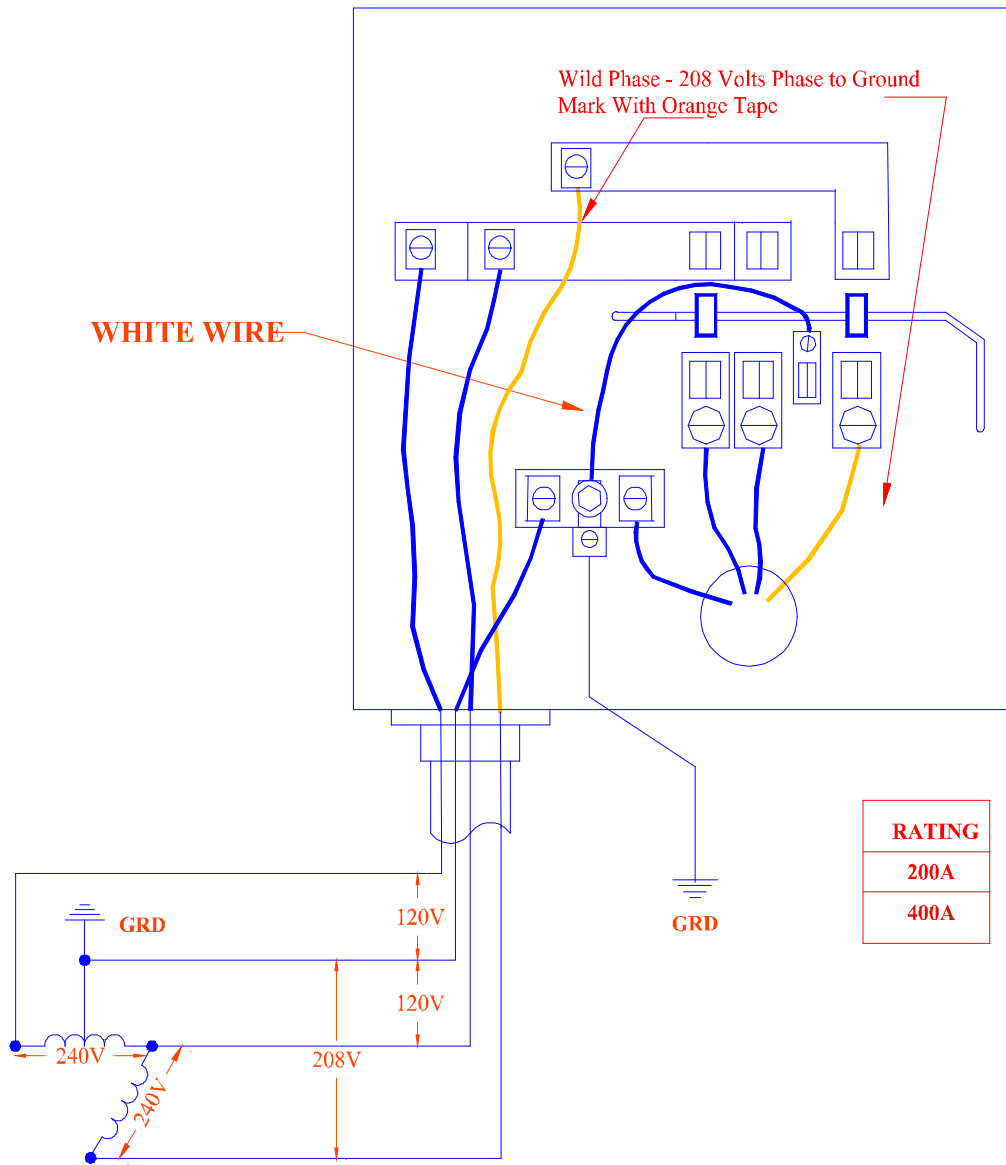 Wild Phase - 208 Volts Phase to Ground
Mark With Orange Tape
WHITE WIRE
RATING
200A
400A
120V
GRD
GRD
120V
240V
208V
240V